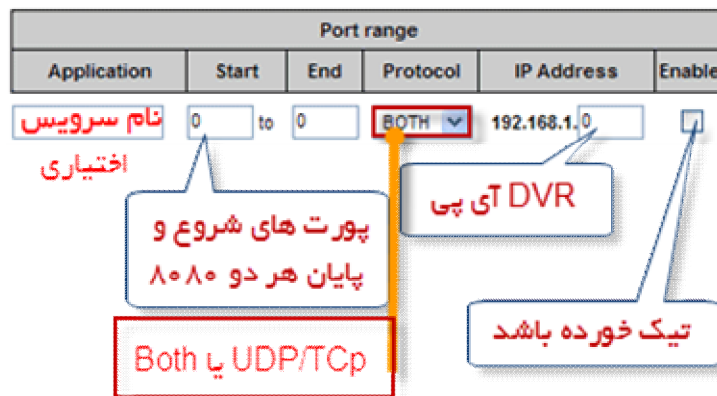 Port range
Application Start End Protocol IP Address Enable
نام سرویس 0 to 0 BOTH 192.168.1.0
اختیاری
آی پی DVR
پورت های شروع و
پایان هر دو ۸۰۸۰
تیک خورده باشد
Both یا UDP/TCp